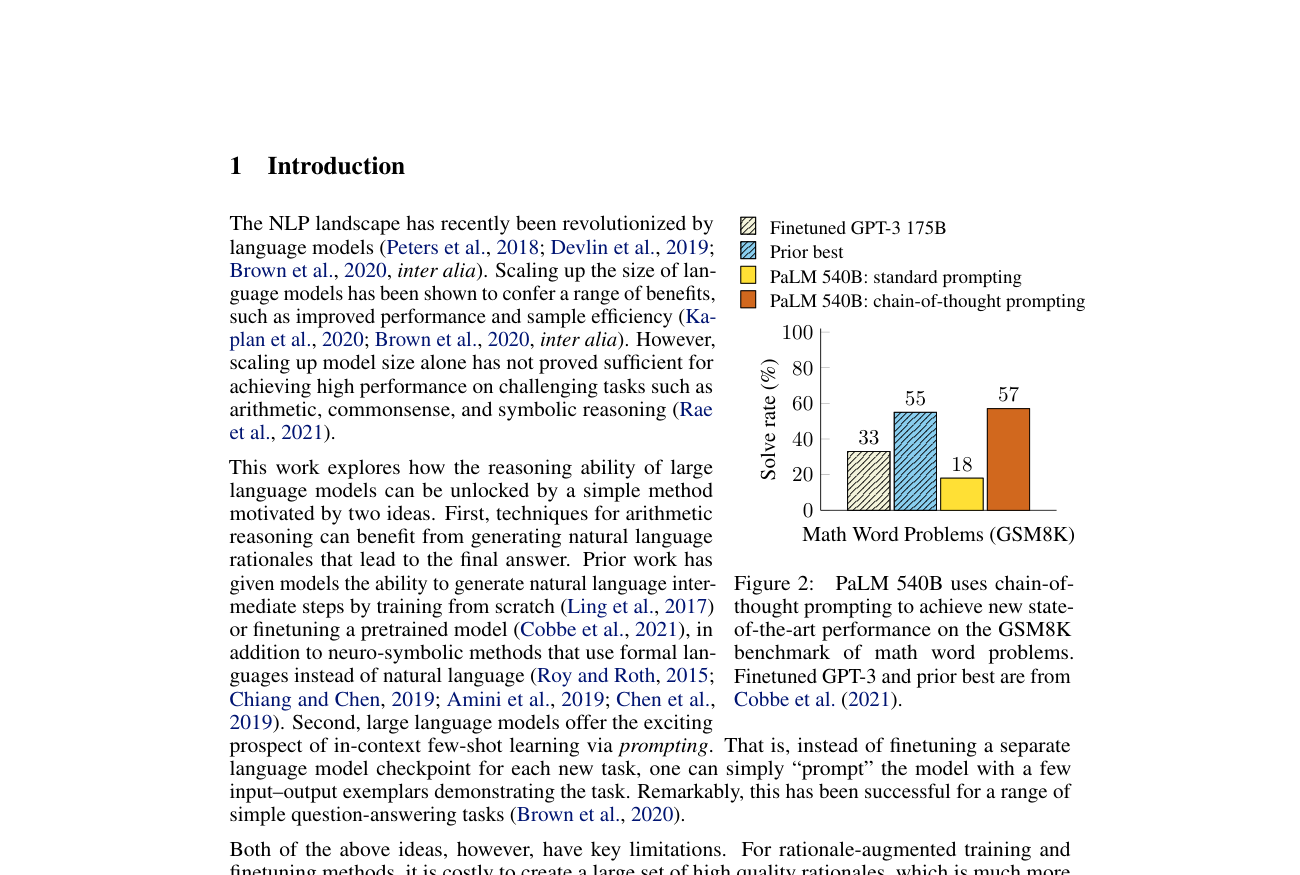 1 Introduction
The NLP landscape has recently been revolutionized by
language models (Peters et al., 2018; Devlin et al., 2019;
Brown et al., 2020, inter alia). Scaling up the size of lan-
guage models has been shown to confer a range of benefits,
such as improved performance and sample efficiency (Ka-
plan et al., 2020; Brown et al., 2020, inter alia). However,
scaling up model size alone has not proved sufficient for
achieving high performance on challenging tasks such as
arithmetic, commonsense, and symbolic reasoning (Rae
et al., 2021).
This work explores how the reasoning ability of large
language models can be unlocked by a simple method
motivated by two ideas. First, techniques for arithmetic
reasoning can benefit from generating natural language
rationales that lead to the final answer. Prior work has
given models the ability to generate natural language inter-
mediate steps by training from scratch (Ling et al., 2017)
or finetuning a pretrained model (Cobbe et al., 2021), in
addition to neuro-symbolic methods that use formal lan-
guages instead of natural language (Roy and Roth, 2015;
Chiang and Chen, 2019; Amini et al., 2019; Chen et al.,
2019). Second, large language models offer the exciting
Finetuned GPT-3 175B
Prior best
PaLM 540B: standard prompting
PaLM 540B: chain-of-thought prompting
100
80
60
40
20
0
Solve rate (%)
33
55
18
57
Math Word Problems (GSM8K)
Figure 2: PaLM 540B uses chain-of-
thought prompting to achieve new state-
of-the-art performance on the GSM8K
benchmark of math word problems.
Finetuned GPT-3 and prior best are from
Cobbe et al. (2021).
prospect of in-context few-shot learning via prompting. That is, instead of finetuning a separate
language model checkpoint for each new task, one can simply “prompt” the model with a few
input–output exemplars demonstrating the task. Remarkably, this has been successful for a range of
simple question-answering tasks (Brown et al., 2020).
Both of the above ideas, however, have key limitations. For rationale-augmented training and
finetuning methods, it is costly to create a large set of high quality rationales, which is much more